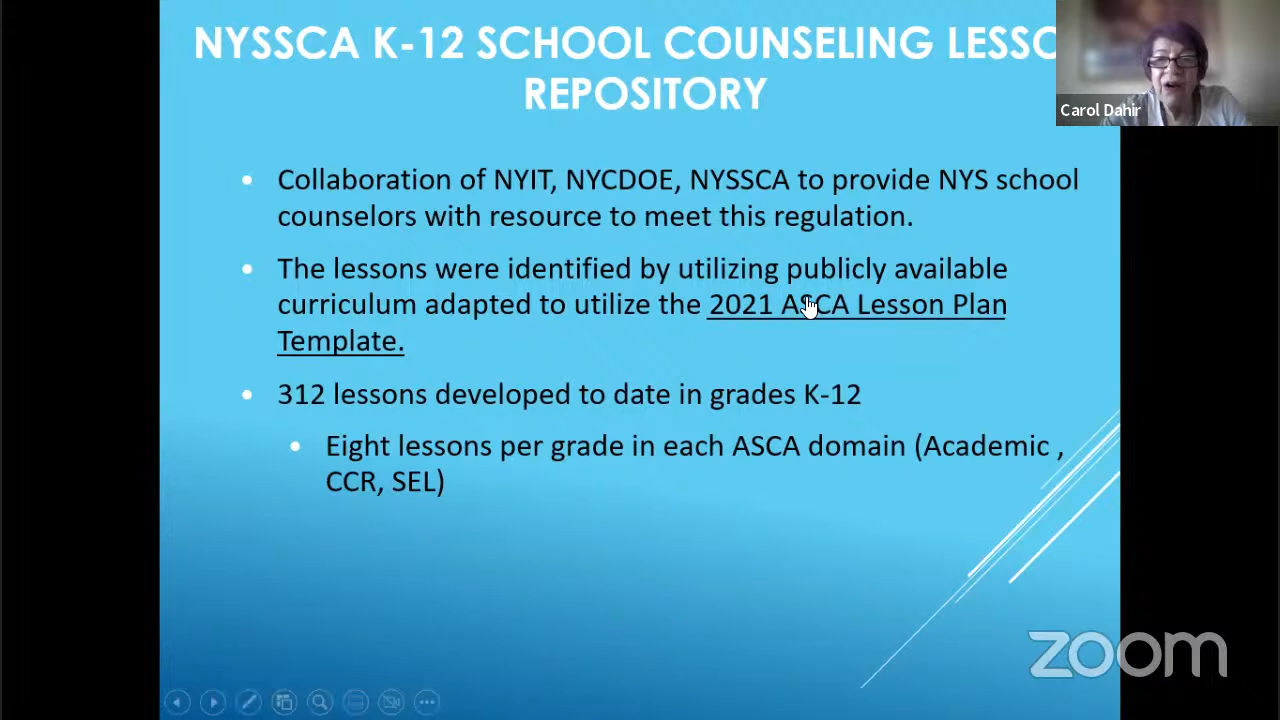 NYSSCA K-12 SCHOOL COUNSELING LESSO
REPOSITORY
Carol Dahir
Collaboration of NYIT, NYCDOE, NYSSCA to provide NYS school
counselors with resource to meet this regulation.
The lessons were identified by utilizing publicly available
curriculum adapted to utilize the 2021 ASCA Lesson Plan
Template.
312 lessons developed to date in grades K-12
Eight lessons per grade in each ASCA domain (Academic ,
CCR, SEL)
zoom